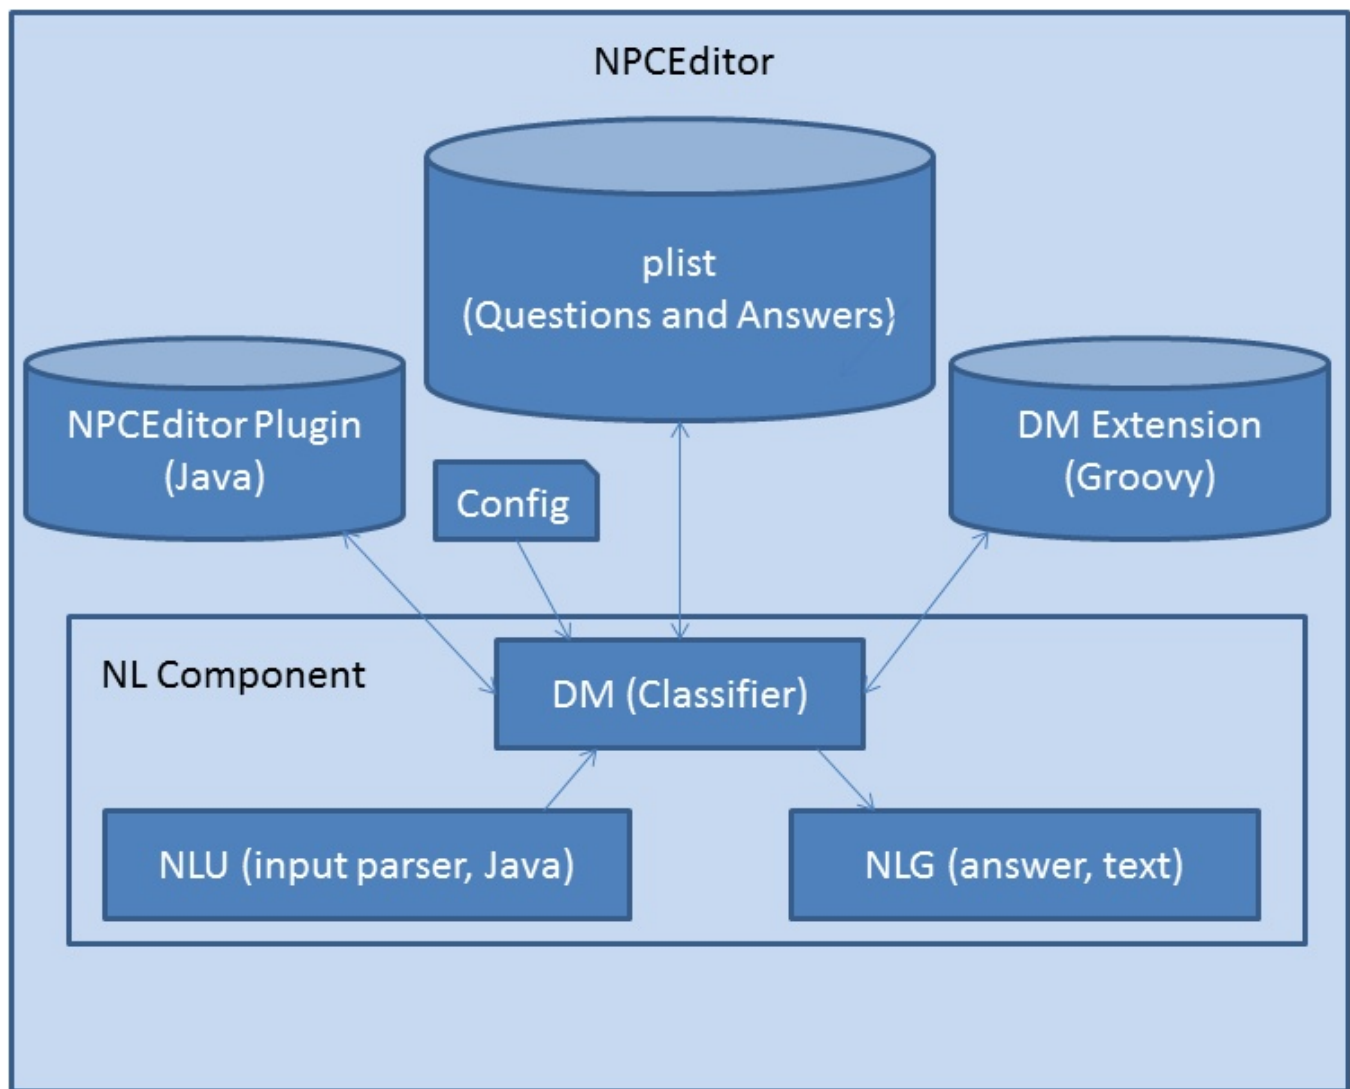 NPCEditor
plist
(Questions and Answers)
NPCEditor Plugin
(Java)
Config
DM Extension
(Groovy)
NL Component
DM (Classifier)
NLU (input parser, Java)
NLG (answer, text)